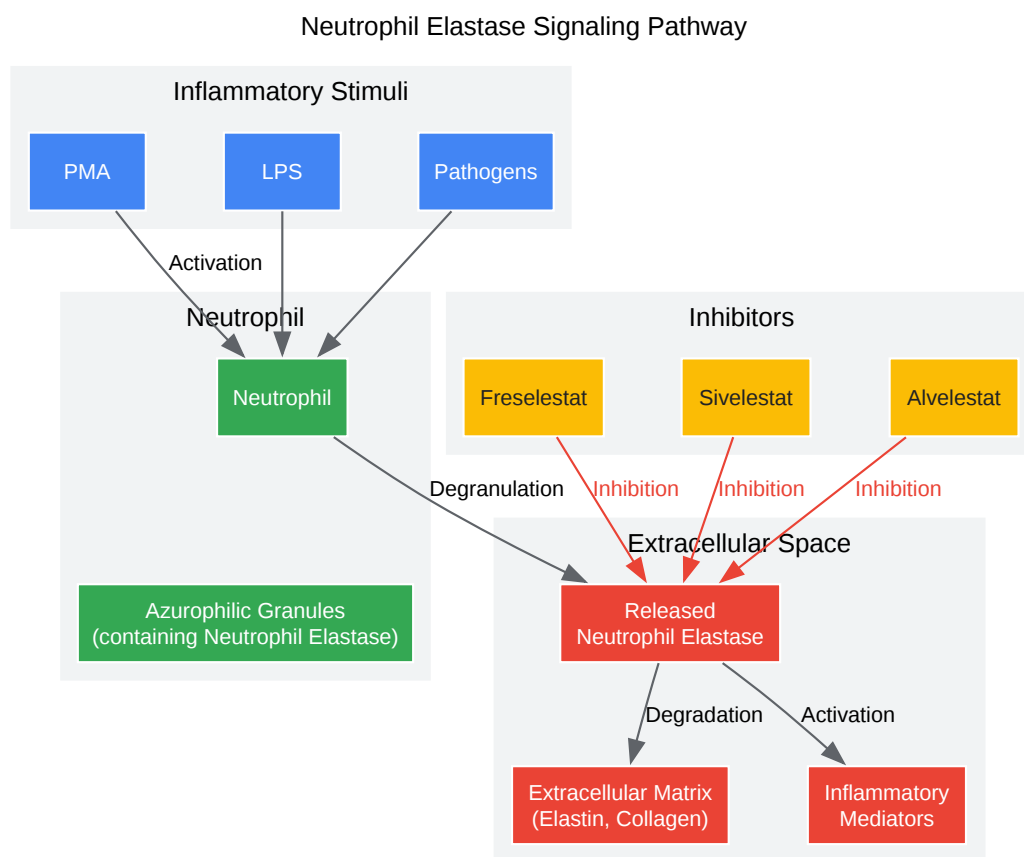 Neutrophil Elastase Signaling Pathway
Inflammatory Stimuli
PMA
LPS
Pathogens
Activation
Neutrophil
Inhibitors
Neutrophil
Freselestat
Sivelestat
Alvelestat
Degranulation
Inhibition
Inhibition
Inhibition
Extracellular Space
Azurophilic Granules
(containing Neutrophil Elastase)
Released
Neutrophil Elastase
Degradation
Activation
Extracellular Matrix
(Elastin, Collagen)
Inflammatory
Mediators